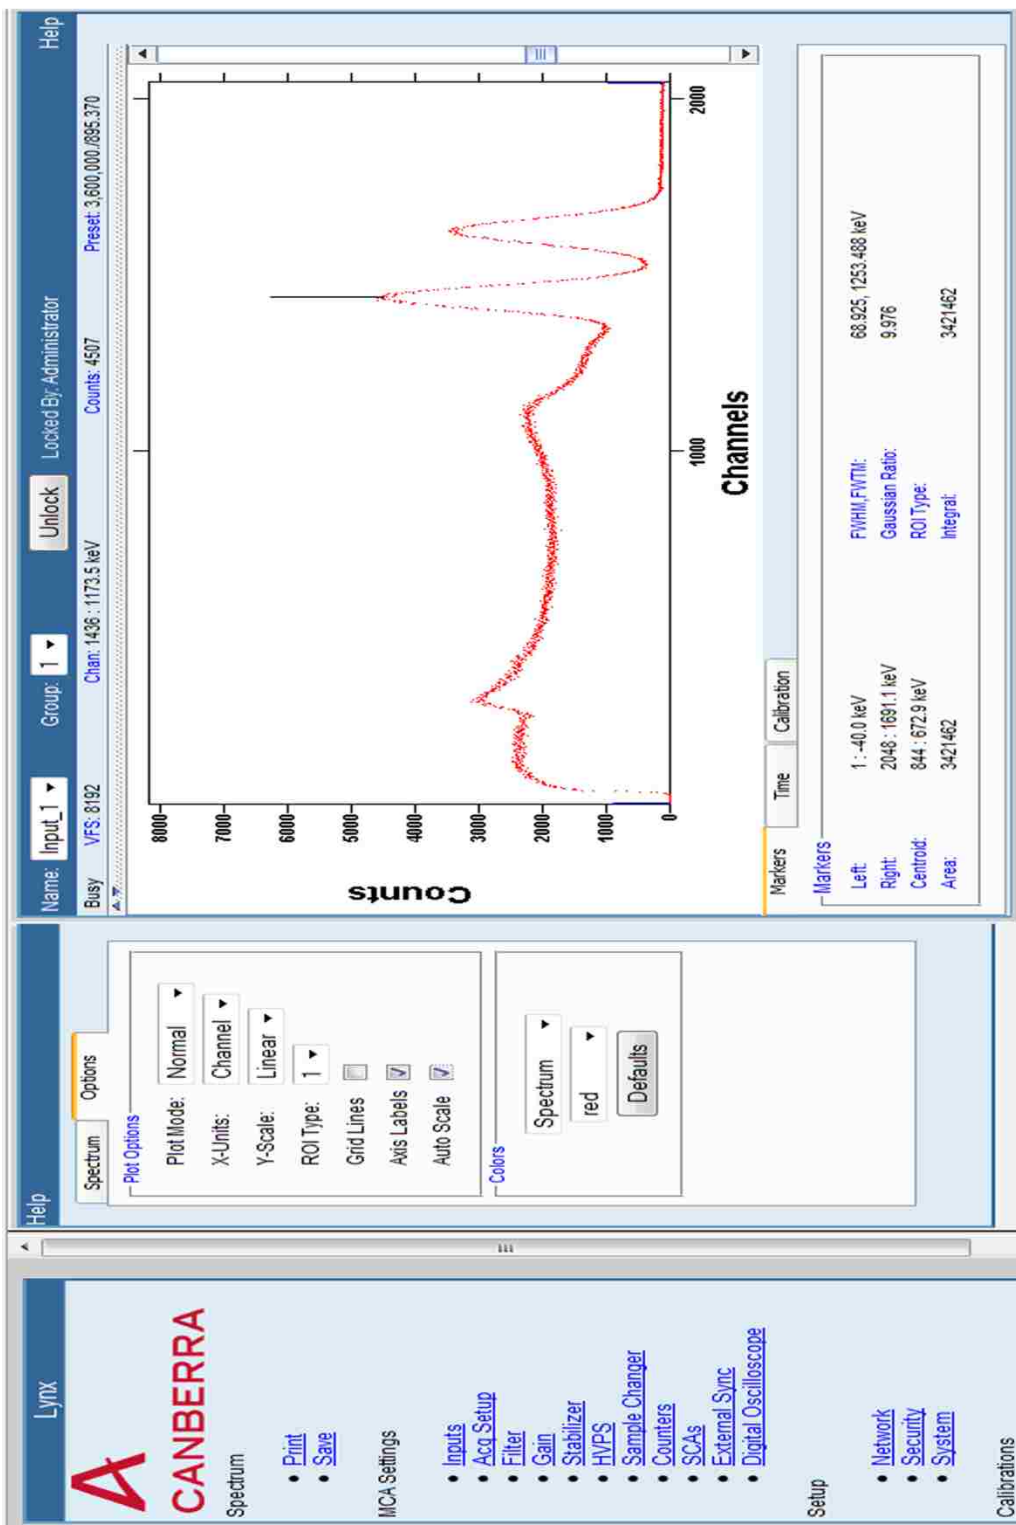 Lynx
CANBERRA
Spectrum
• Print
• Save
MCA Settings
• Inputs
• Acq Setup
• Filter
• Gain
• Stabilizer
• HVPS
• Sample Changer
• Counters
• SCAs
• External Sync
• Digital Oscilloscope
Setup
• Network
• Security
• System
Calibrations
Help
Spectrum Options
Plot Options
Plot Mode: Normal
X-Units: Channel
Y-Scale: Linear
ROI Type: 1
Grid Lines
Axis Labels
Auto Scale
Colors
Spectrum
red
Defaults
Name: Input_1 Group: 1 Unlock Locked By: Administrator Help
Busy VFS: 8192 Chan: 1436 : 1173.5 keV Counts: 4507 Preset: 3,600,000./895.370
8000
7000
6000
5000
4000
3000
2000
1000
0
Counts
1000 2000
Channels
Markers Time Calibration
Markers
Left: 1 : -40.0 keV FWHM,FWTM: 68.925, 1253.488 keV
Right: 2048 : 1691.1 keV Gaussian Ratio: 9.976
Centroid: 844 : 672.9 keV ROI Type:
Area: 3421462 Integral: 3421462